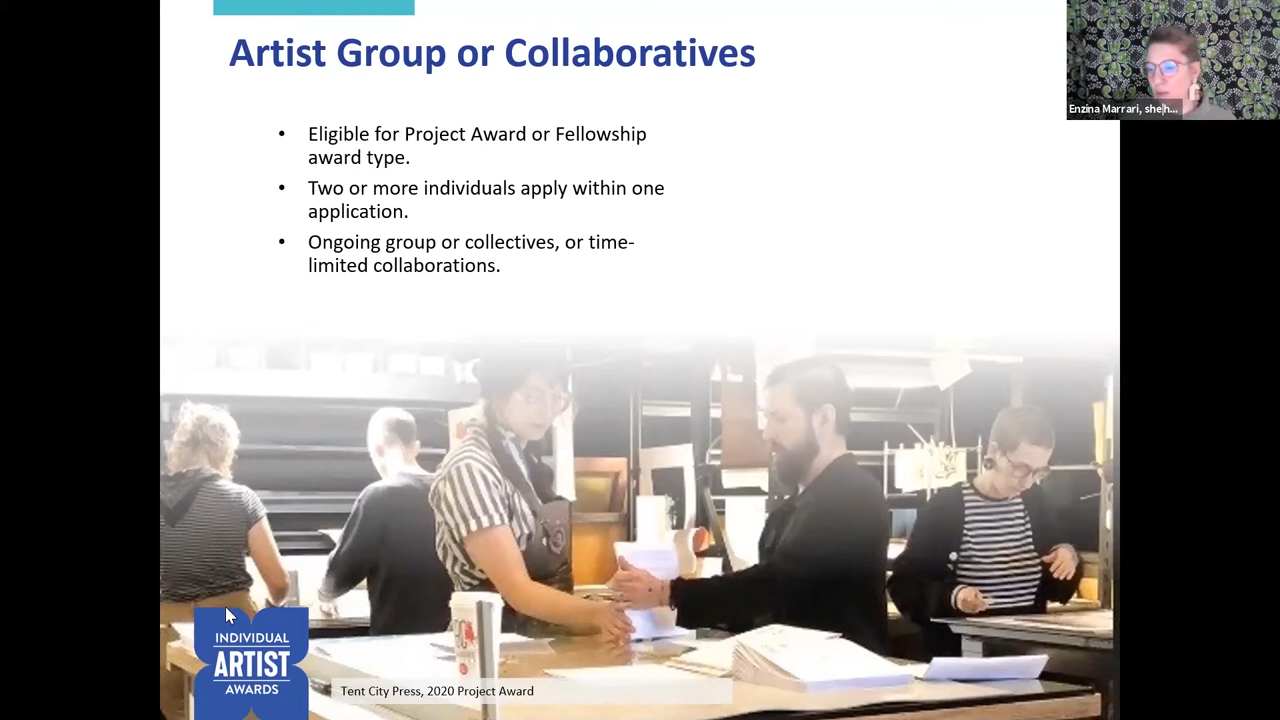 Artist Group or Collaboratives
Enzina Marrari, she|h...
• Eligible for Project Award or Fellowship
award type.
• Two or more individuals apply within one
application.
• Ongoing group or collectives, or time-
limited collaborations.
INDIVIDUAL
ARTIST
AWARDS
Tent City Press, 2020 Project Award